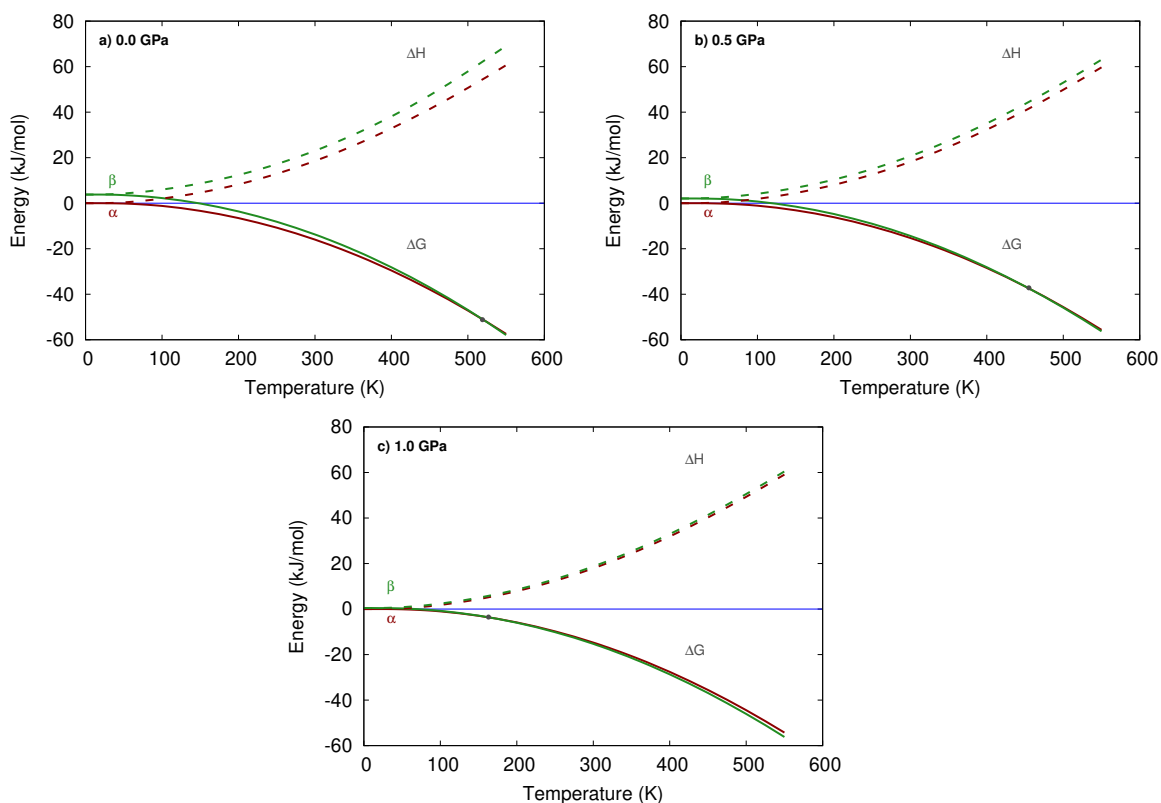 a) 0.0 GPa
80
60
40
20
0
-20
-40
-60
Energy (kJ/mol)
ΔH
β
α
ΔG
0 100 200 300 400 500 600
Temperature (K)
b) 0.5 GPa
80
60
40
20
0
-20
-40
-60
Energy (kJ/mol)
ΔH
β
α
ΔG
0 100 200 300 400 500 600
Temperature (K)
c) 1.0 GPa
80
60
40
20
0
-20
-40
-60
Energy (kJ/mol)
ΔH
β
α
ΔG
0 100 200 300 400 500 600
Temperature (K)